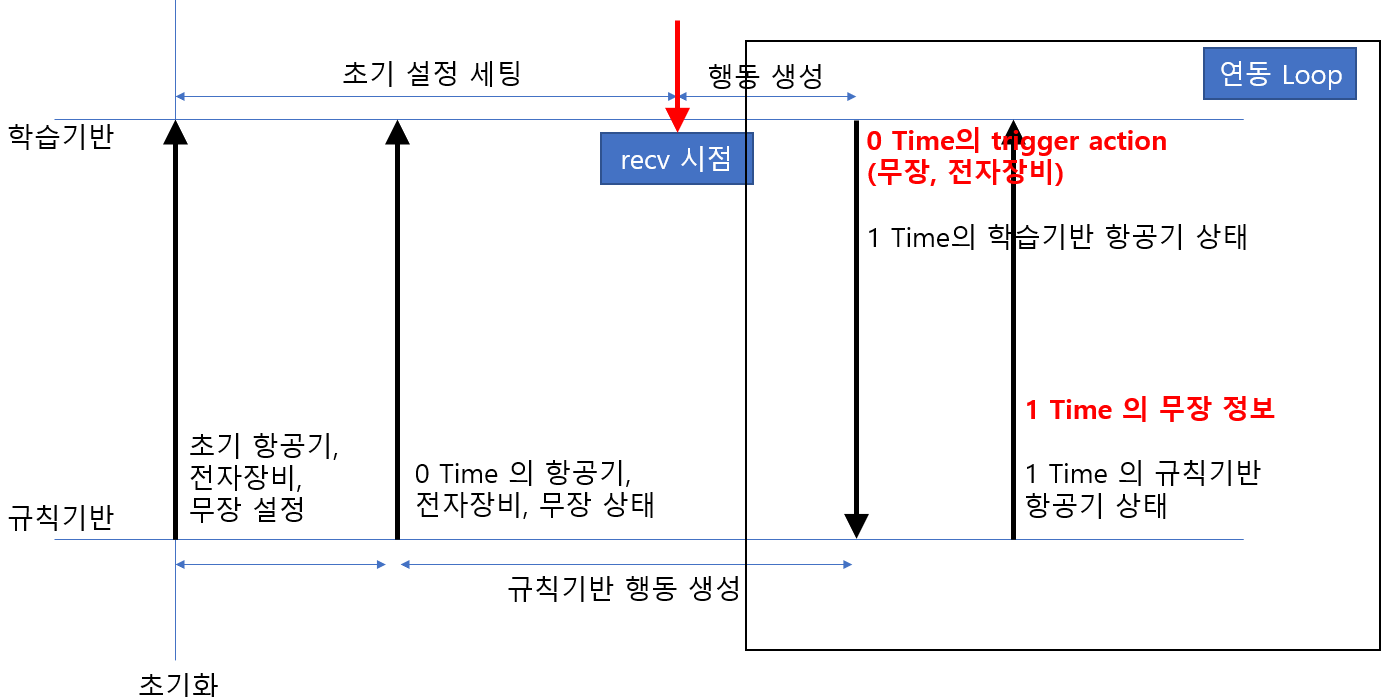 초기 설정 세팅
행동 생성
연동 Loop
학습기반
recv 시점
0 Time의 trigger action
(무장, 전자장비)
1 Time의 학습기반 항공기 상태
1 Time 의 무장 정보
1 Time 의 규칙기반
항공기 상태
초기 항공기,
전자장비,
무장 설정
0 Time 의 항공기,
전자장비, 무장 상태
규칙기반
규칙기반 행동 생성
초기화